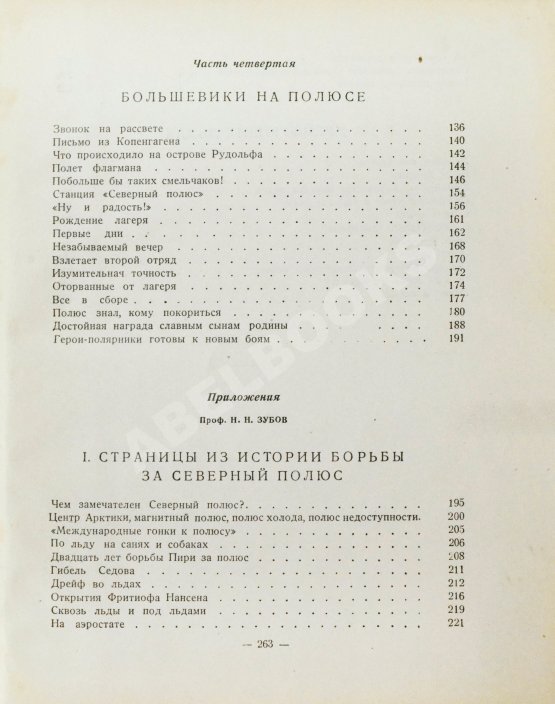 Часть четвертая
БОЛЬШЕВИКИ НА ПОЛЮСЕ
Звонок на рассвете . . . . . . . . . . . . . . . 136
Письмо из Копенгагена . . . . . . . . . . . . . . . 140
Что происходило на острове Рудольфа . . . . . . . . . . 142
Полет флагмана . . . . . . . . . . . . . . . 144
Побольше бы таких смельчаков! . . . . . . . . . . . . 146
Станция «Северный полюс» . . . . . . . . . . . . . 154
«Ну и радость!» . . . . . . . . . . . . . . . 156
Рождение лагеря . . . . . . . . . . . . . . . 161
Первые дни . . . . . . . . . . . . . . . 162
Незабываемый вечер . . . . . . . . . . . . . . . 168
Взлетает второй отряд . . . . . . . . . . . . . . . 170
Изумительнач точность . . . . . . . . . . . . . . . 172
Оторванные от лагеря . . . . . . . . . . . . . . . 174
Все в сборе . . . . . . . . . . . . . . . 177
Полюс знал, кому покориться . . . . . . . . . . . . . 180
Достойная награда славным сынам родины . . . . . . . . . 188
Герои-полярники готовы к новым боям . . . . . . . . . . 191
Приложения
Проф. Н. Н. ЗУБОВ
I. СТРАНИЦЫ ИЗ ИСТОРИИ БОРЬБЫ
ЗА СЕВЕРНЫЙ ПОЛЮС
Чем замечателен Северный полюс?. . . . . . . . . . . . 195
Центр Арктики, магнитный полюс, полюс холода, полюс недоступности. 200
«Международные гонки к полюсу» . . . . . . . . . . . . 205
По льду на санях и собаках . . . . . . . . . . . . . 206
Двадцать лет борьбы Пири за полюс . . . . . . . . . . . 208
Гибель Седова . . . . . . . . . . . . . . . 211
Дрейф во льдах . . . . . . . . . . . . . . . 212
Открытия Фритиофа Нансена . . . . . . . . . . . . . 216
Сквозь льды и под льдами . . . . . . . . . . . . . 219
На аэростате . . . . . . . . . . . . . . . 221
— 263 —
ABELBOOKS